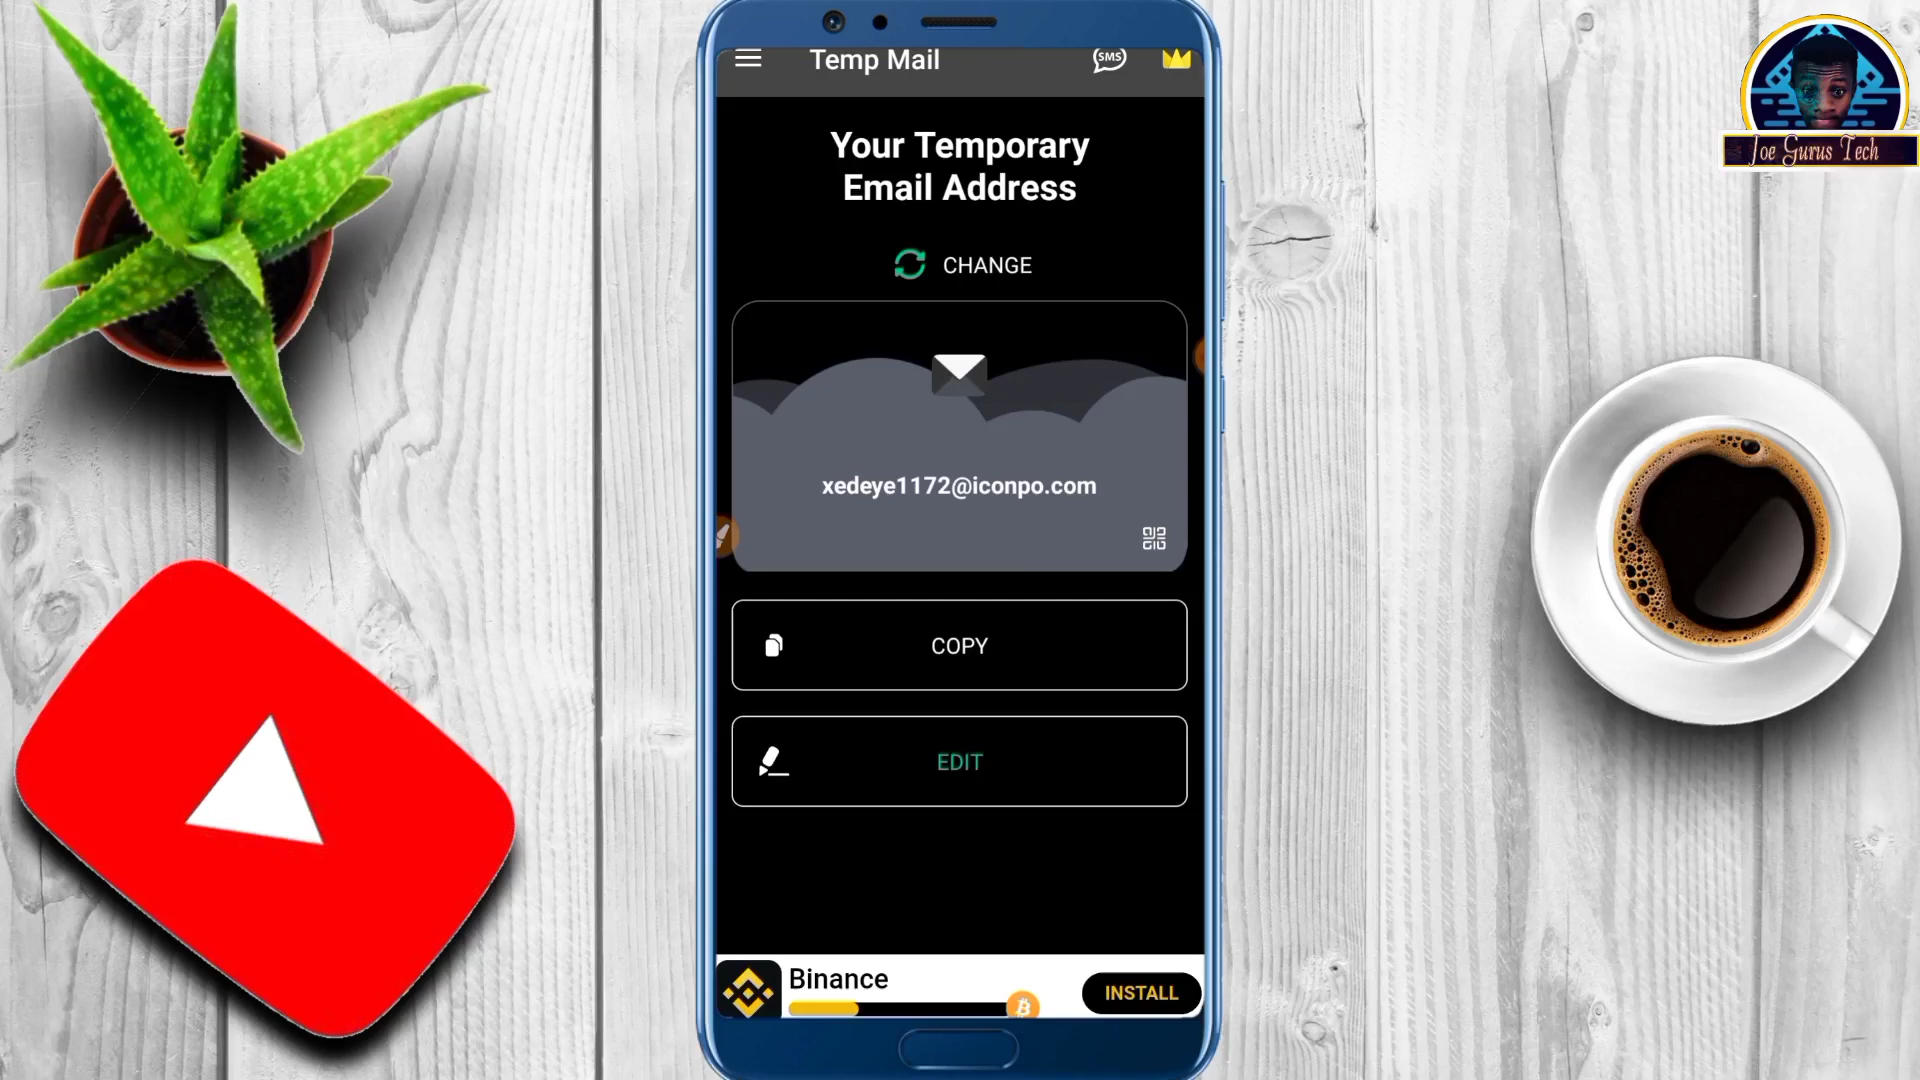 Temp Mail
SMS
Joe Gurus Tech
Your Temporary
Email Address
CHANGE
xedeye1172@iconpo.com
COPY
EDIT
Binance
INSTALL